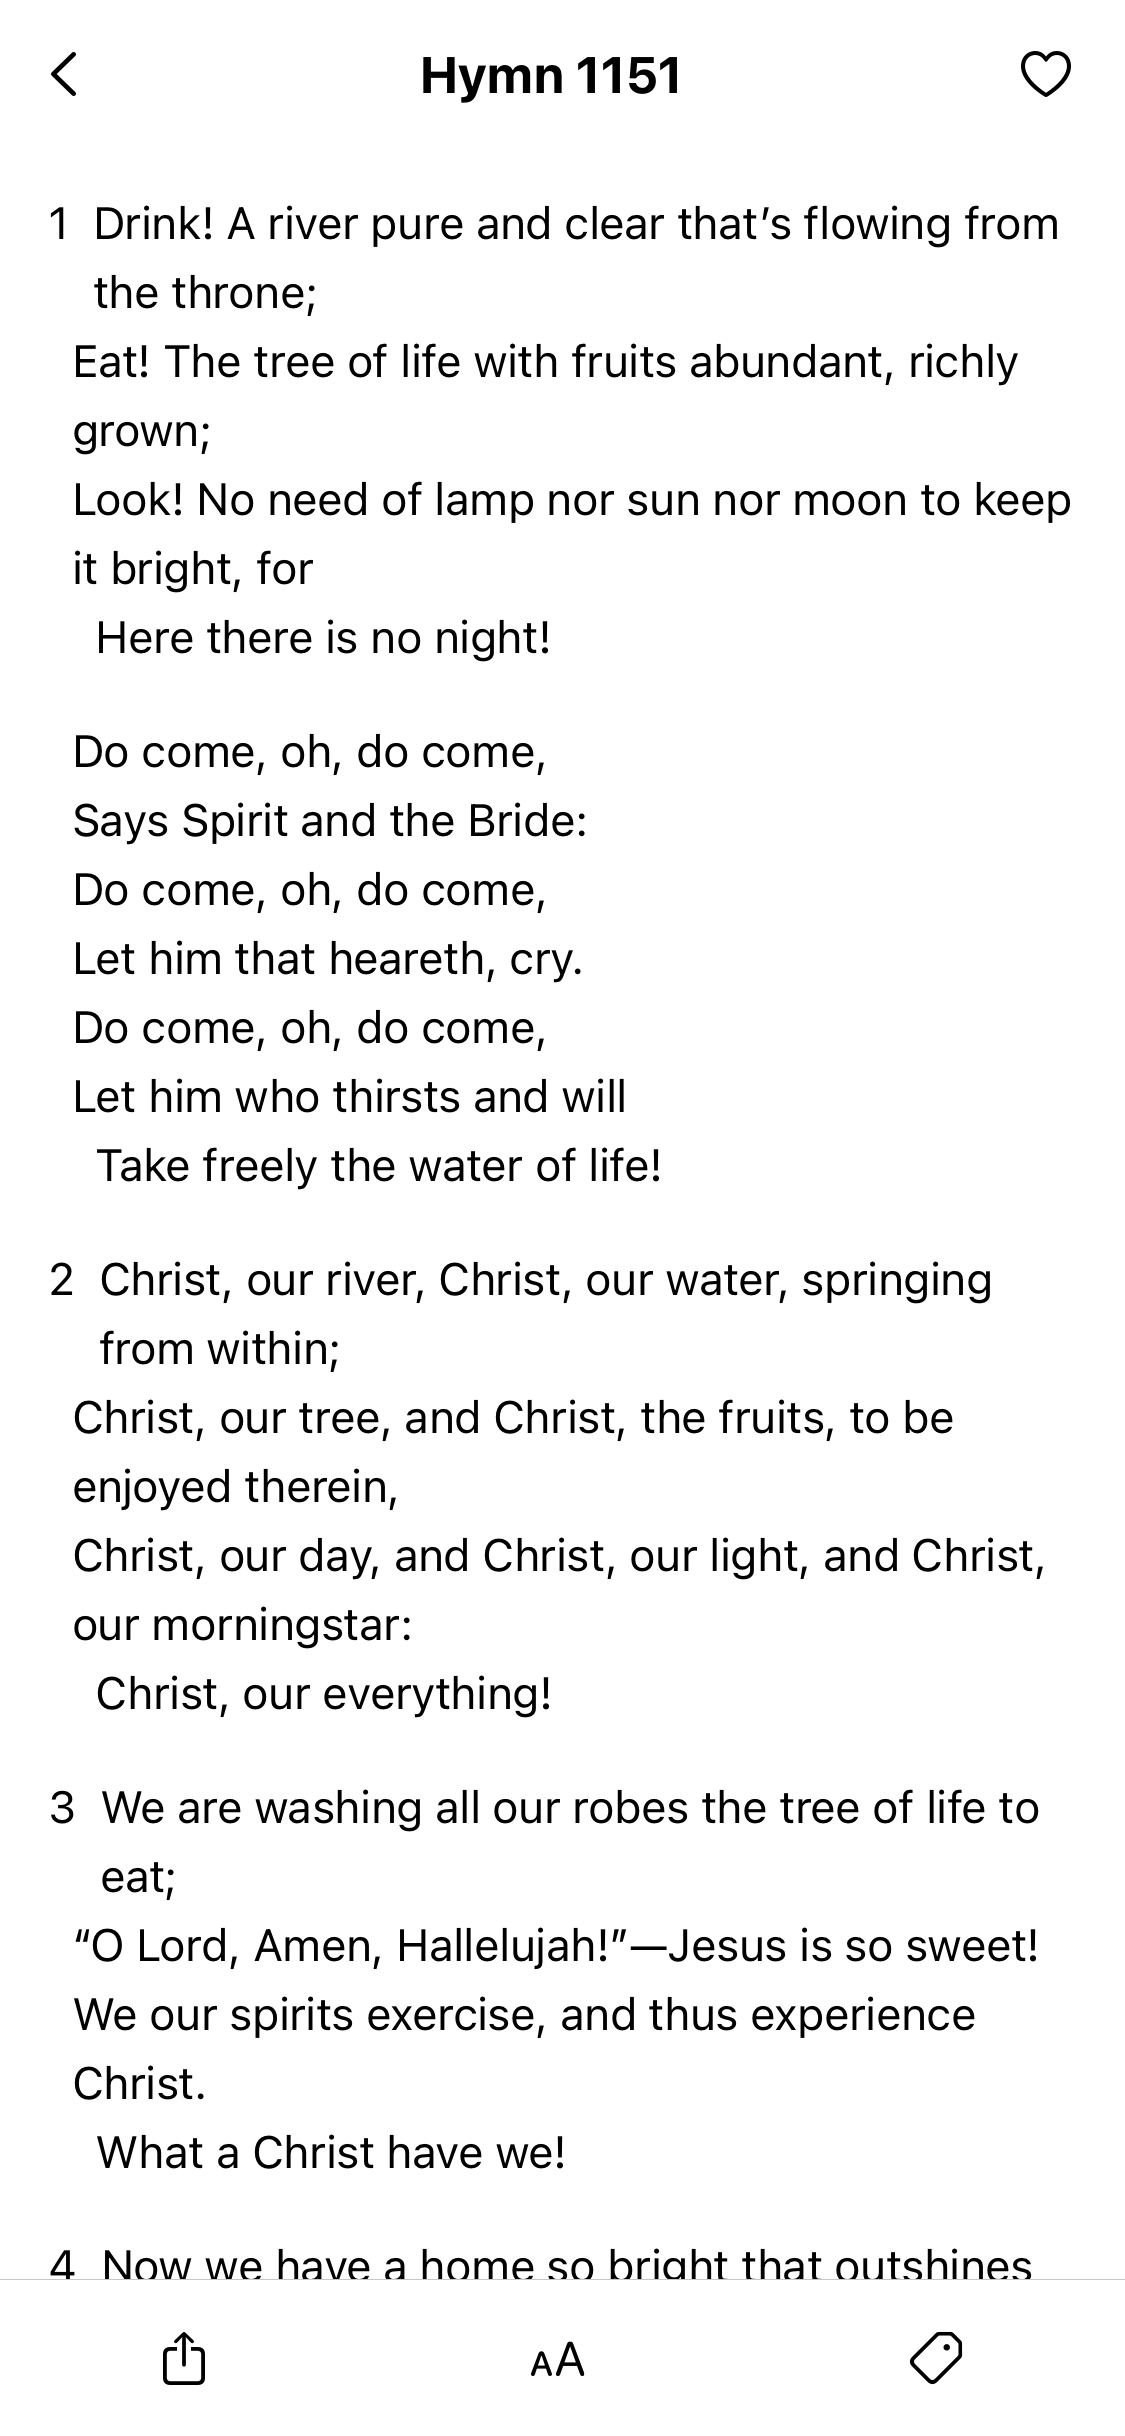 Hymn 1151
1 Drink! A river pure and clear that’s flowing from
the throne;
Eat! The tree of life with fruits abundant, richly
grown;
Look! No need of lamp nor sun nor moon to keep
it bright, for
Here there is no night!
Do come, oh, do come,
Says Spirit and the Bride:
Do come, oh, do come,
Let him that heareth, cry.
Do come, oh, do come,
Let him who thirsts and will
Take freely the water of life!
2 Christ, our river, Christ, our water, springing
from within;
Christ, our tree, and Christ, the fruits, to be
enjoyed therein,
Christ, our day, and Christ, our light, and Christ,
our morningstar:
Christ, our everything!
3 We are washing all our robes the tree of life to
eat;
“O Lord, Amen, Hallelujah!”—Jesus is so sweet!
We our spirits exercise, and thus experience
Christ.
What a Christ have we!
4 Now we have a home so bright that outshines
AA